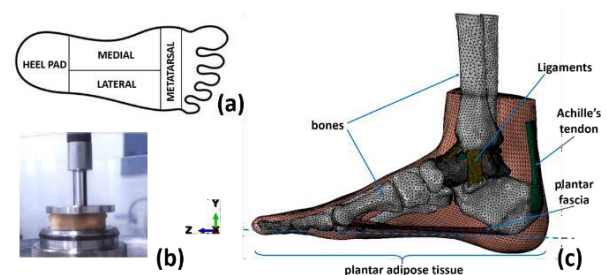 HEEL PAD
MEDIAL
LATERAL
METATARSAL
(a)
(b)
Y
Z
X
bones
Ligaments
Achille's
tendon
plantar
fascia
(c)
plantar adipose tissue